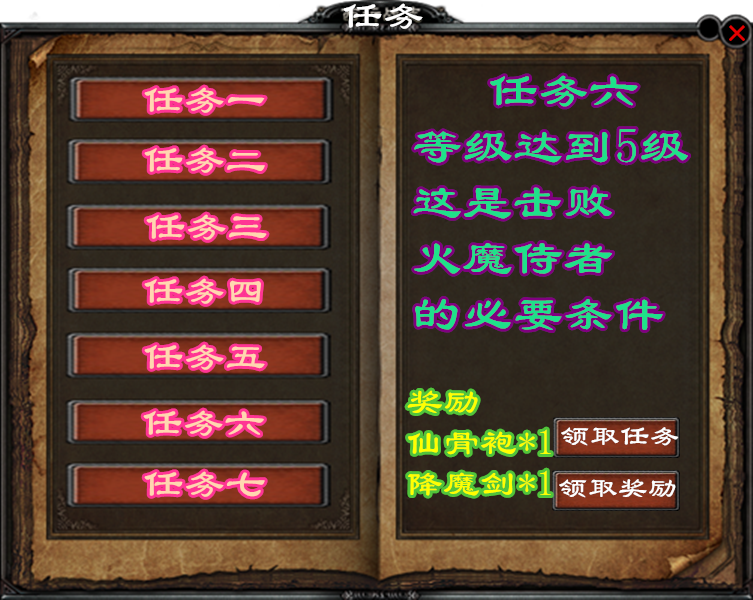 任务
任务一
任务二
任务三
任务四
任务五
任务六
任务七
任务六
等级达到5级
这是击败
火魔侍者
的必要条件
奖励
仙骨袍*1
领取任务
降魔剑*1
领取奖励